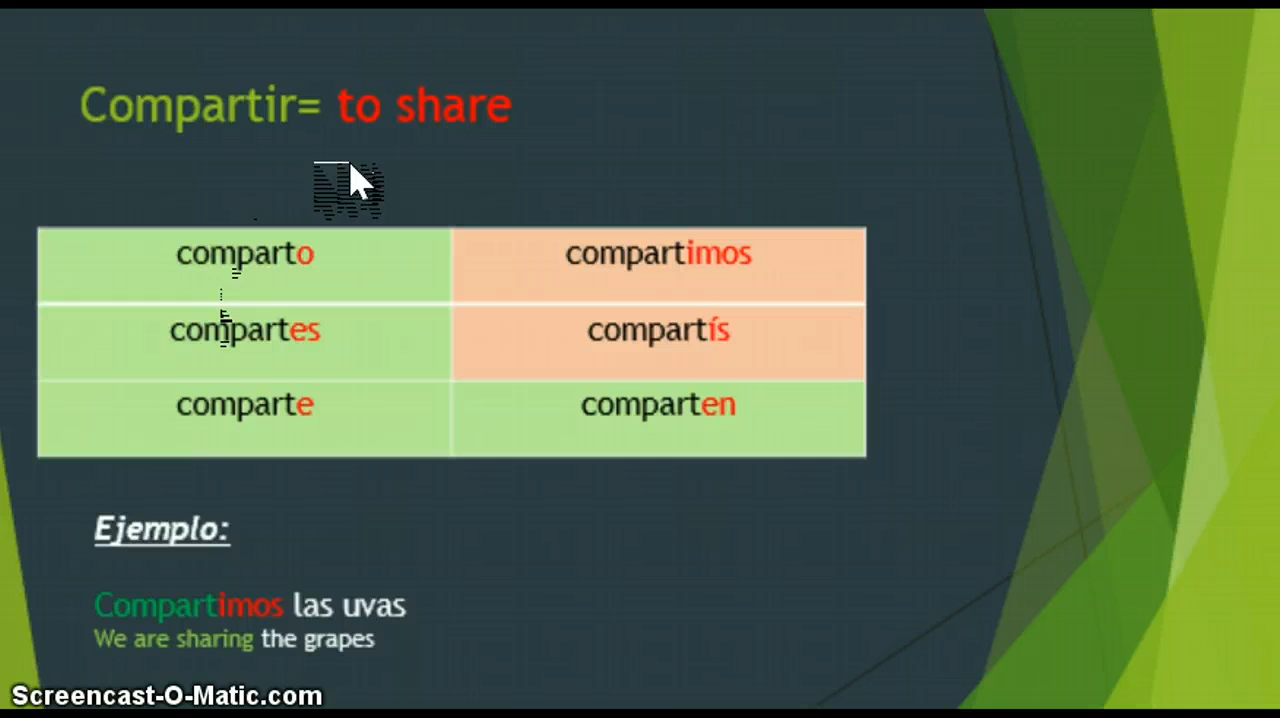 Compartir= to share
comparto compartimos
compartes compartís
comparte comparten
Ejemplo:
Compartimos las uvas
We are sharing the grapes
Screencast-O-Matic.com